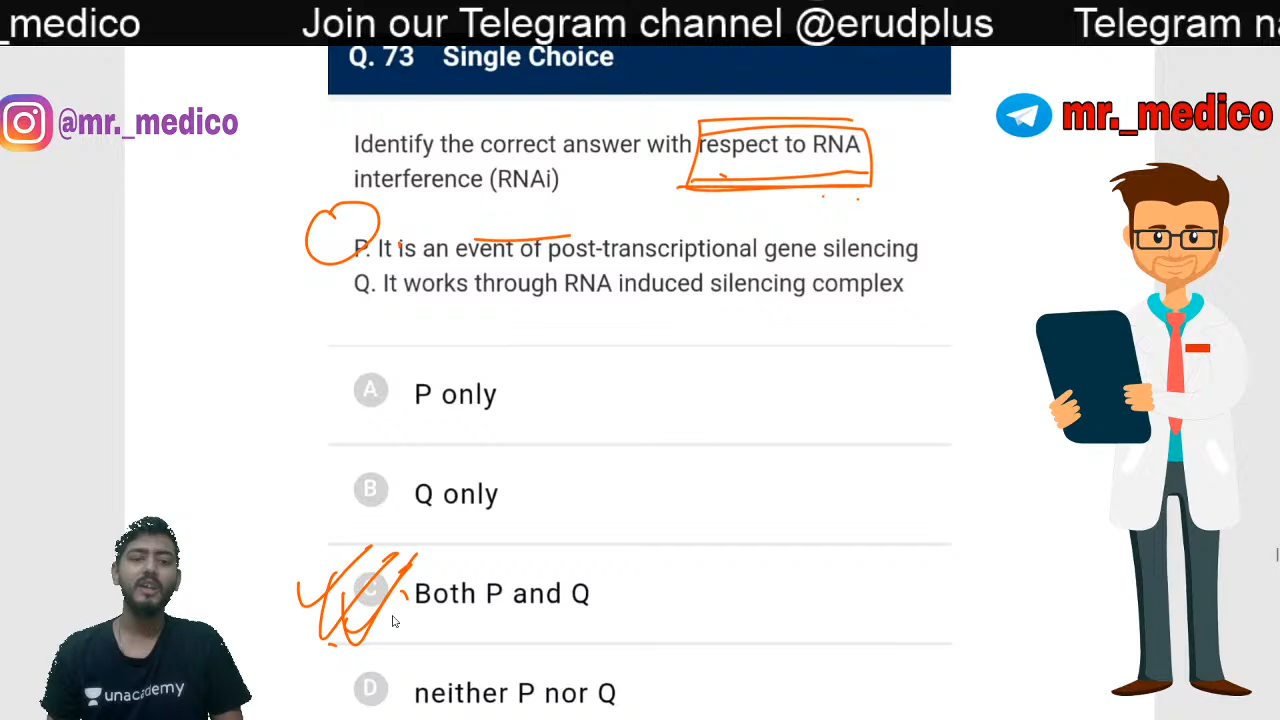 _medico
Join our Telegram channel @erudplus
Telegram na
@mr._medico
mr._medico
Q. 73 Single Choice
Identify the correct answer with respect to RNA
interference (RNAi)
P. It is an event of post-transcriptional gene silencing
Q. It works through RNA induced silencing complex
A P only
B Q only
C Both P and Q
D neither P nor Q
unacademy